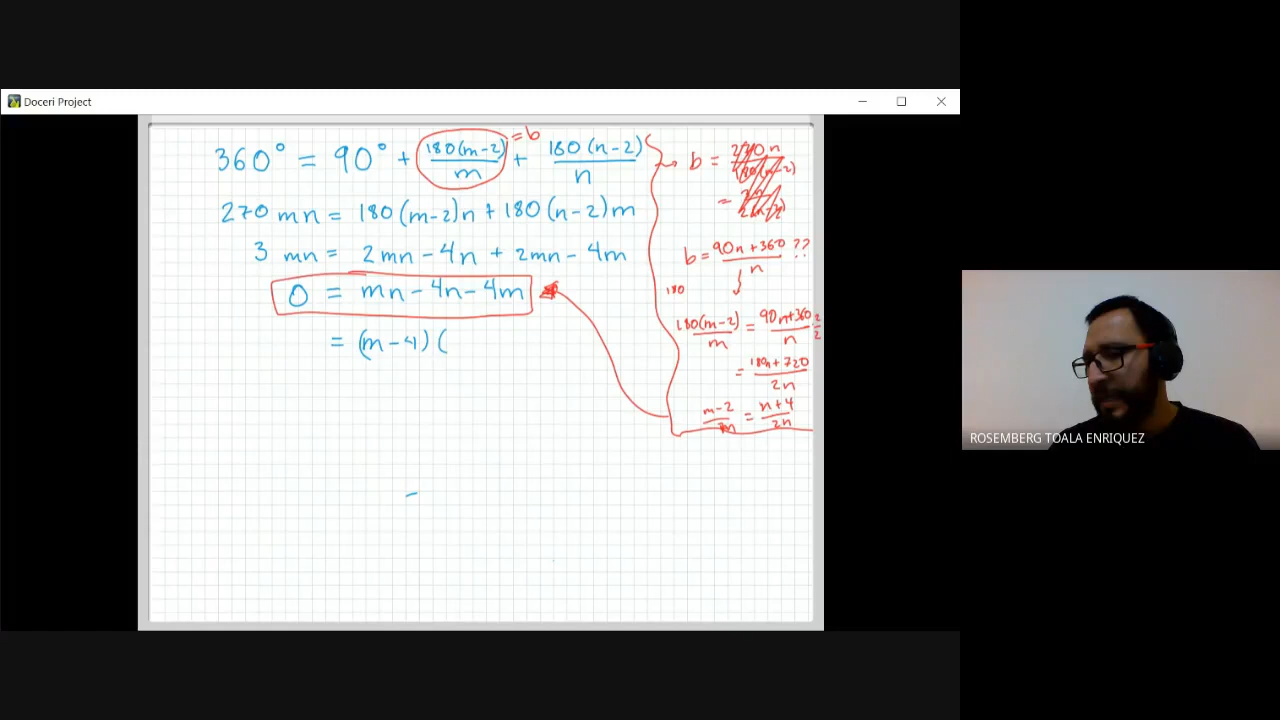 Doceri Project
360° = 90° + 180(m-2)/m + 180(n-2)/n
= b
270 mn = 180(m-2)n + 180(n-2)m
3 mn = 2mn - 4n + 2mn - 4m
0 = mn - 4n - 4m
= (m-4)(
-
b =
=
b = 90n+360/n ??
180
180(m-2)/m = 90n+360/n 2/2
= 180n+720/2n
m-2/m = n+4/2n
ROSEMBERG TOALA ENRIQUEZ